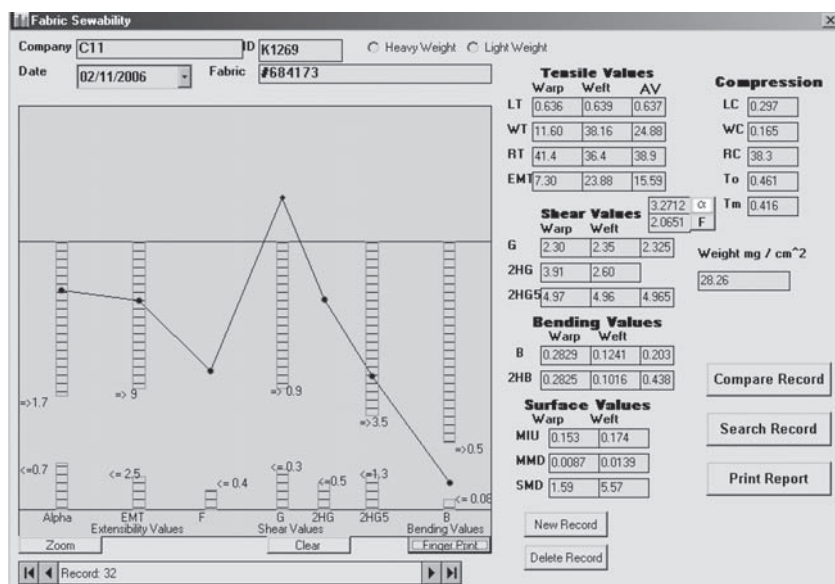 Fabric Sewability
Company C11 ID K1269 Heavy Weight Light Weight
Date 02/11/2006 Fabric #684173
Tensile Values
Warp Weft AV
LT 0.636 0.639 0.637
WT 11.60 38.16 24.88
RT 41.4 36.4 38.9
EMT 7.30 23.88 15.59
Compression
LC 0.297
WC 0.165
RC 38.3
To 0.461
Tm 0.416
3.2712 α
2.0651 F
Shear Values
Warp Weft
G 2.30 2.35 2.325
2HG 3.91 2.60
2HG5 4.97 4.96 4.965
Weight mg / cm^2
28.26
Bending Values
Warp Weft
B 0.2829 0.1241 0.203
2HB 0.2825 0.1016 0.438
Surface Values
Warp Weft
MIU 0.153 0.174
MMD 0.0087 0.0139
SMD 1.59 5.57
Compare Record
Search Record
Print Report
New Record
Delete Record
=>1.7 => 9 => 0.9 =>3.5 =>0.5
<=0.7 <= 2.5 <= 0.4 <= 0.3 <=0.5 <=1.3 <= 0.08
Alpha EMT F G 2HG 2HG5 B
Extensibility Values Shear Values Bending Values
Zoom Clear Finger Print
Record: 32